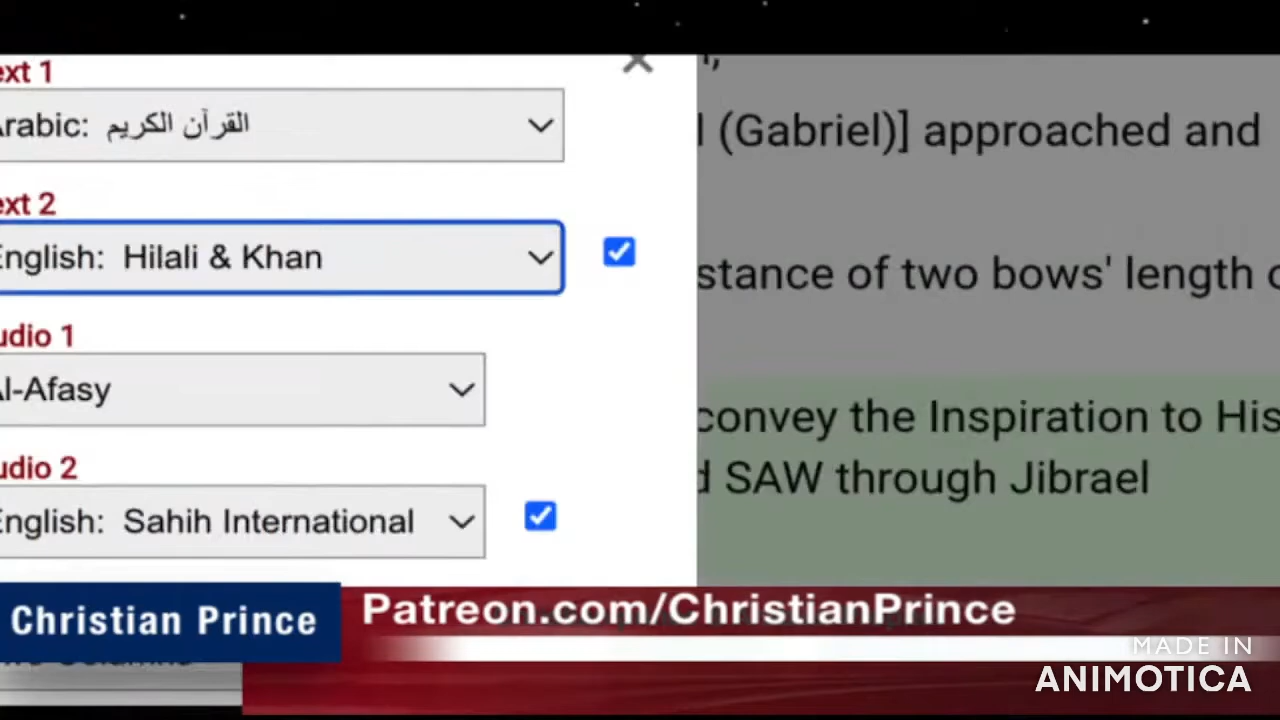 ext 1
Arabic: القرآن الكريم
ext 2
English: Hilali & Khan
udio 1
Al-Afasy
udio 2
English: Sahih International
l (Gabriel)] approached and
stance of two bows' length o
convey the Inspiration to His
d SAW through Jibrael
Christian Prince
Patreon.com/ChristianPrince
MADE IN
ANIMOTICA